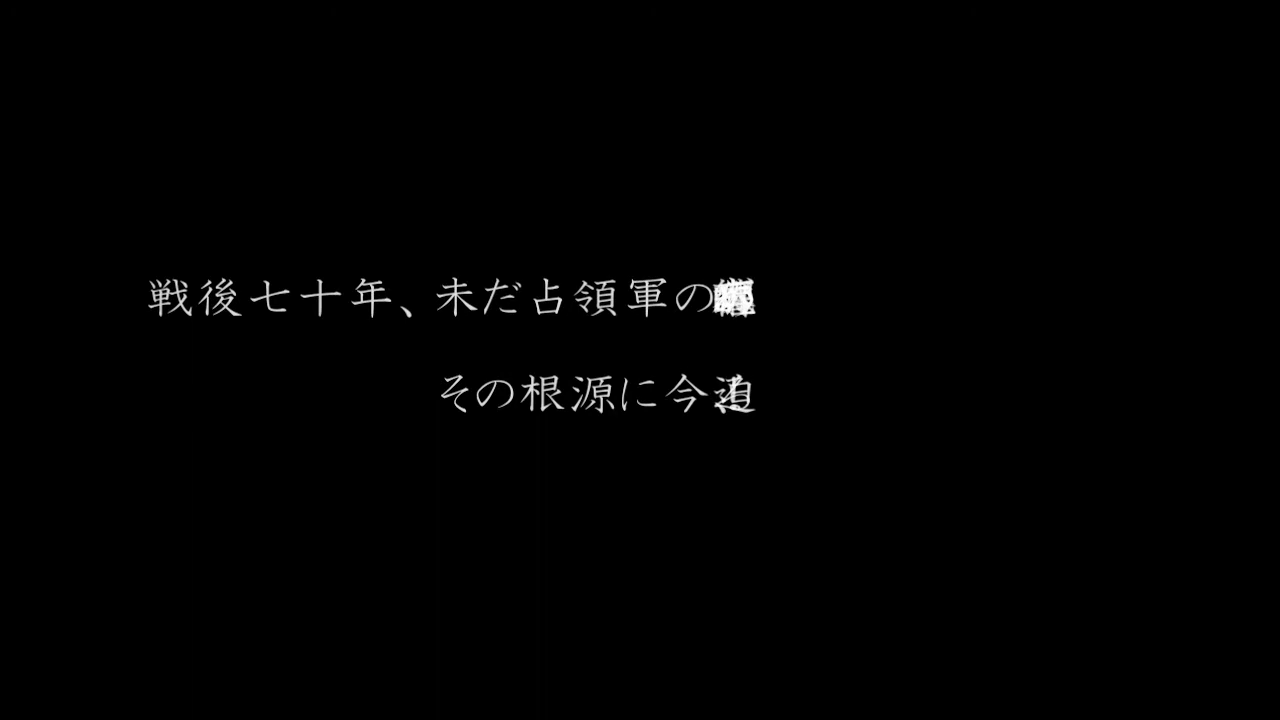 戦後七十年、未だ占領軍の
その根源に今